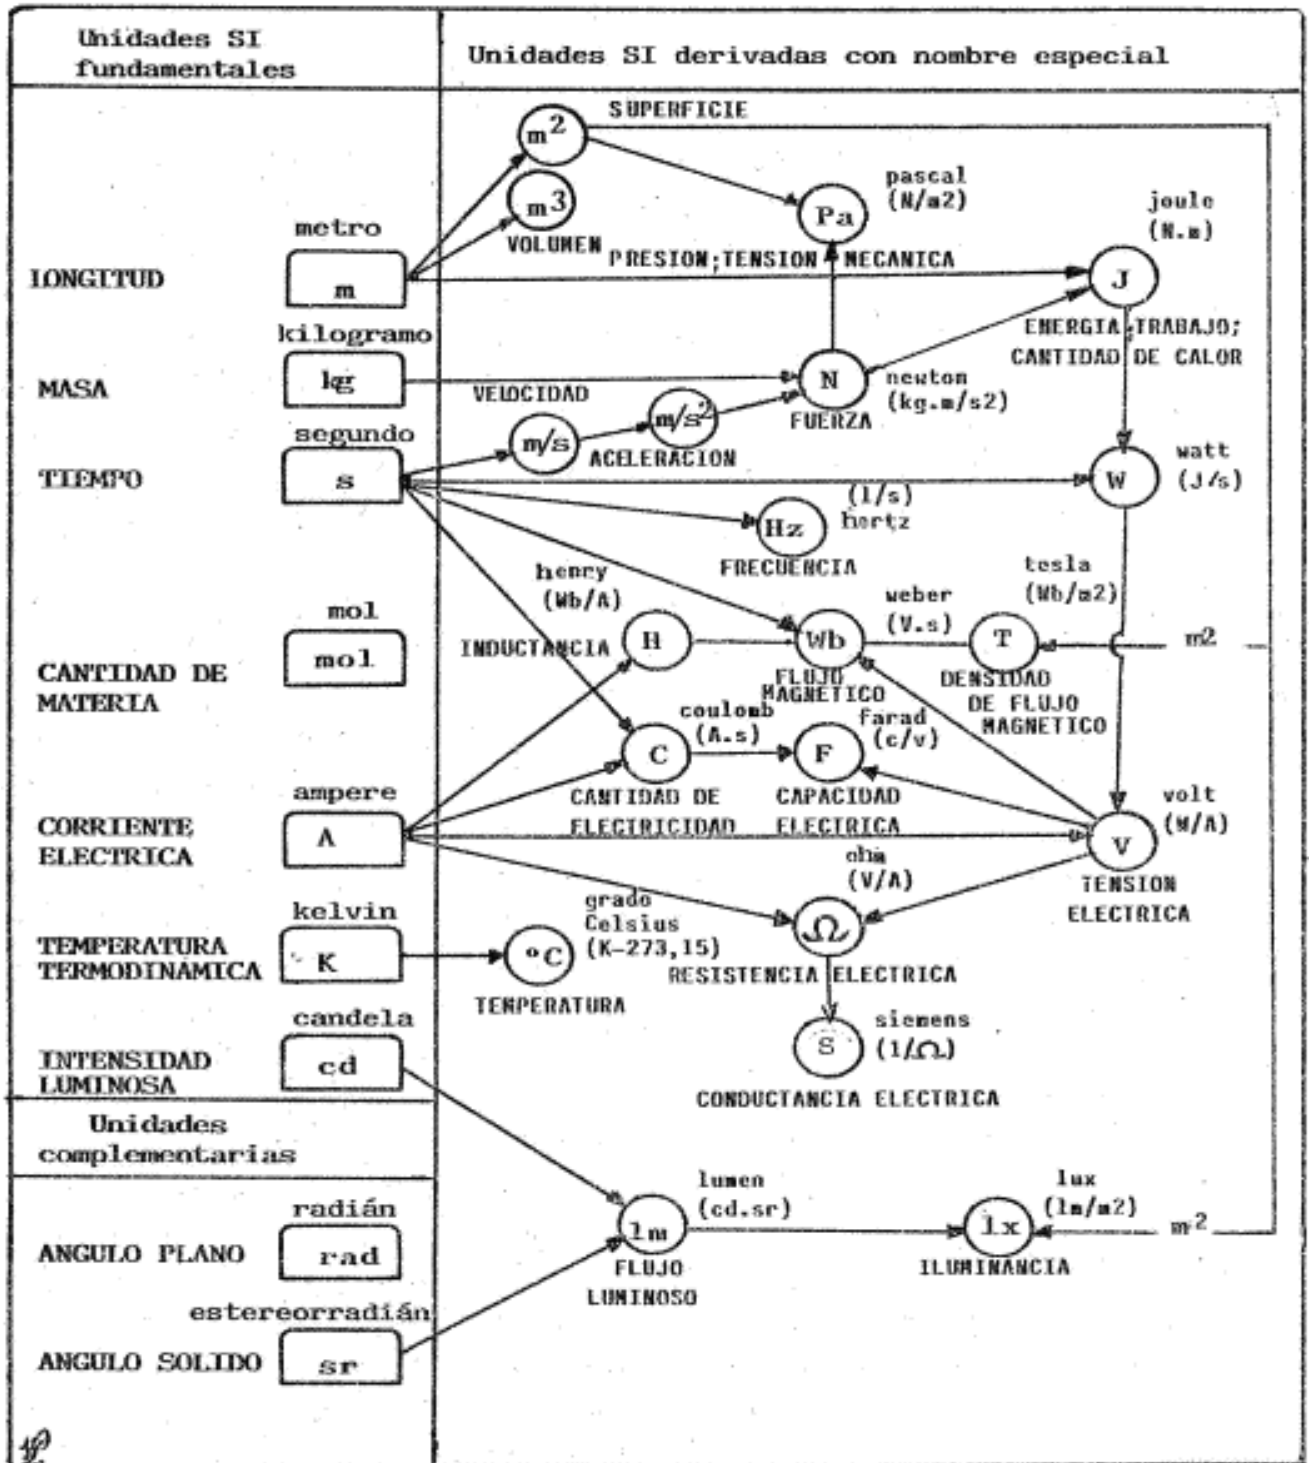 Unidades SI
fundamentales
Unidades SI derivadas con nombre especial
SUPERFICIE
m2
m3
VOLUMEN
pascal
(N/m2)
Pa
PRESION;TENSION MECANICA
joule
(N.m)
J
ENERGIA;TRABAJO;
CANTIDAD DE CALOR
metro
LONGITUD
m
kilogramo
MASA
kg
N
newton
(kg.m/s2)
FUERZA
VELOCIDAD
m/s
m/s2
ACELERACION
segundo
TIEMPO
s
watt
(J/s)
W
(1/s)
hertz
Hz
FRECUENCIA
henry
(Wb/A)
H
INDUCTANCIA
weber
(V.s)
Wb
FLUJO
MAGNETICO
tesla
(Wb/m2)
T
m2
DENSIDAD
DE FLUJO
MAGNETICO
mol
mol
CANTIDAD DE
MATERIA
coulomb
(A.s)
C
CANTIDAD DE
ELECTRICIDAD
farad
(c/v)
F
CAPACIDAD
ELECTRICA
ampere
CORRIENTE
ELECTRICA
A
volt
(W/A)
V
TENSION
ELECTRICA
ohm
(V/A)
Ω
RESISTENCIA ELECTRICA
kelvin
TEMPERATURA
TERMODINÁMICA
K
grado
Celsius
(K-273,15)
°C
TEMPERATURA
siemens
(1/Ω)
S
CONDUCTANCIA ELECTRICA
candela
INTENSIDAD
LUMINOSA
cd
Unidades
complementarias
radián
ANGULO PLANO
rad
lumen
(cd.sr)
lm
FLUJO
LUMINOSO
lux
(lm/m2)
lx
m2
ILUMINANCIA
estereorradián
ANGULO SOLIDO
sr